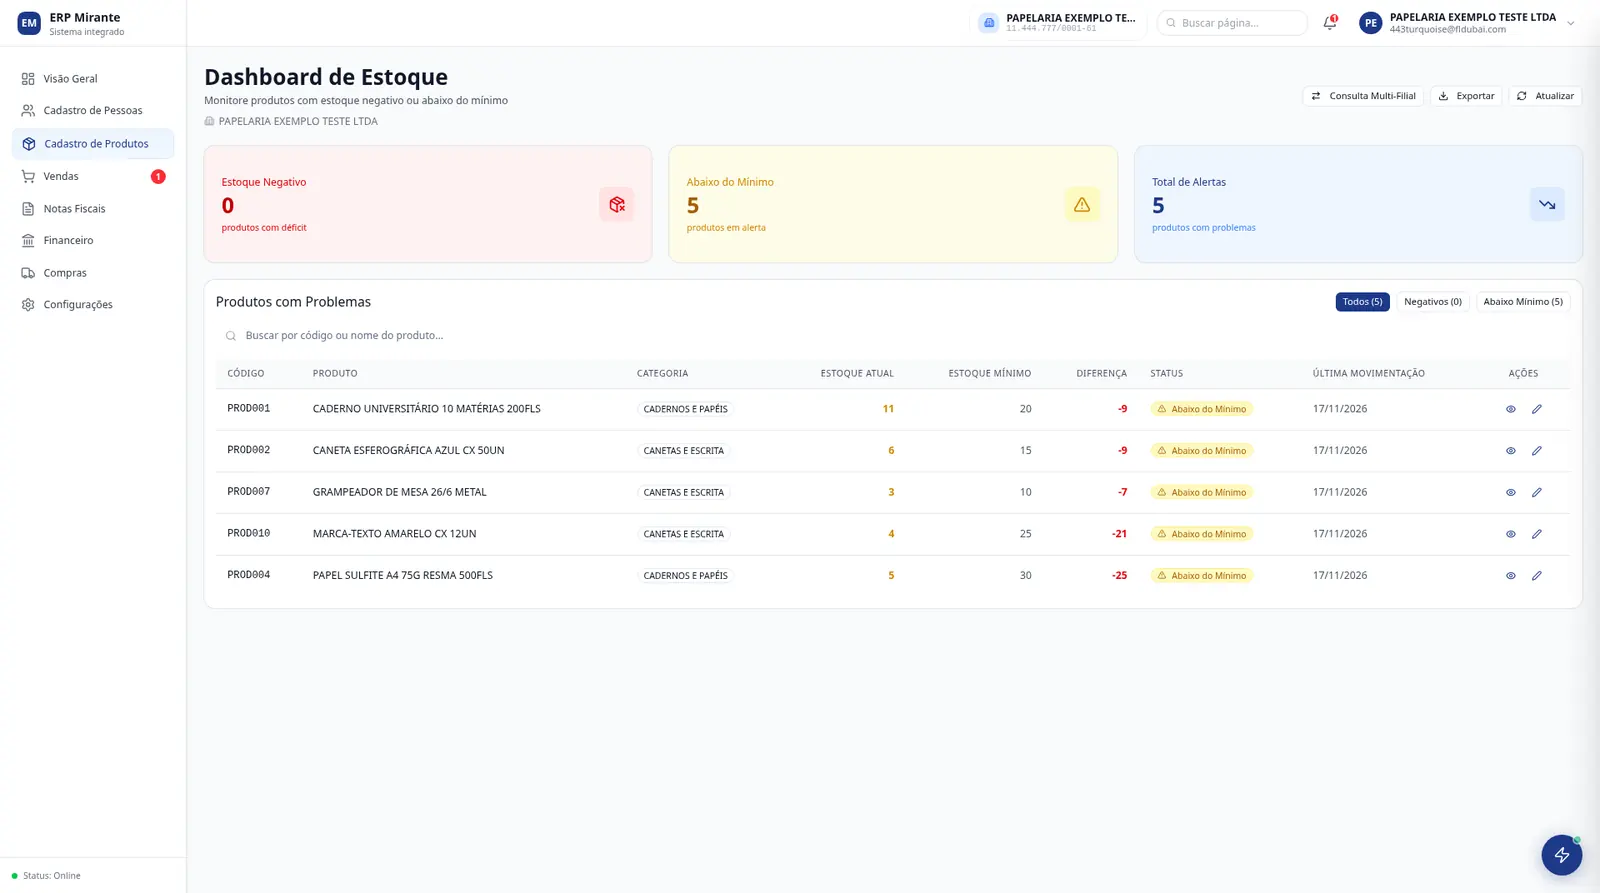 EM
ERP Mirante
Sistema integrado
PAPELARIA EXEMPLO TE...
11.444.777/0001-61
Buscar página...
1
PE
PAPELARIA EXEMPLO TESTE LTDA
443turquoise@fldubai.com
Visão Geral
Cadastro de Pessoas
Cadastro de Produtos
Vendas
1
Notas Fiscais
Financeiro
Compras
Configurações
Status: Online
Dashboard de Estoque
Monitore produtos com estoque negativo ou abaixo do mínimo
PAPELARIA EXEMPLO TESTE LTDA
Consulta Multi-Filial
Exportar
Atualizar
Estoque Negativo
0
produtos com déficit
Abaixo do Mínimo
5
produtos em alerta
Total de Alertas
5
produtos com problemas
Produtos com Problemas
Todos (5)
Negativos (0)
Abaixo Mínimo (5)
Buscar por código ou nome do produto...
CÓDIGO PRODUTO CATEGORIA ESTOQUE ATUAL ESTOQUE MÍNIMO DIFERENÇA STATUS ÚLTIMA MOVIMENTAÇÃO AÇÕES
PROD001 CADERNO UNIVERSITÁRIO 10 MATÉRIAS 200FLS CADERNOS E PAPÉIS 11 20 -9 Abaixo do Mínimo 17/11/2026
PROD002 CANETA ESFEROGRÁFICA AZUL CX 50UN CANETAS E ESCRITA 6 15 -9 Abaixo do Mínimo 17/11/2026
PROD007 GRAMPEADOR DE MESA 26/6 METAL CANETAS E ESCRITA 3 10 -7 Abaixo do Mínimo 17/11/2026
PROD010 MARCA-TEXTO AMARELO CX 12UN CANETAS E ESCRITA 4 25 -21 Abaixo do Mínimo 17/11/2026
PROD004 PAPEL SULFITE A4 75G RESMA 500FLS CADERNOS E PAPÉIS 5 30 -25 Abaixo do Mínimo 17/11/2026